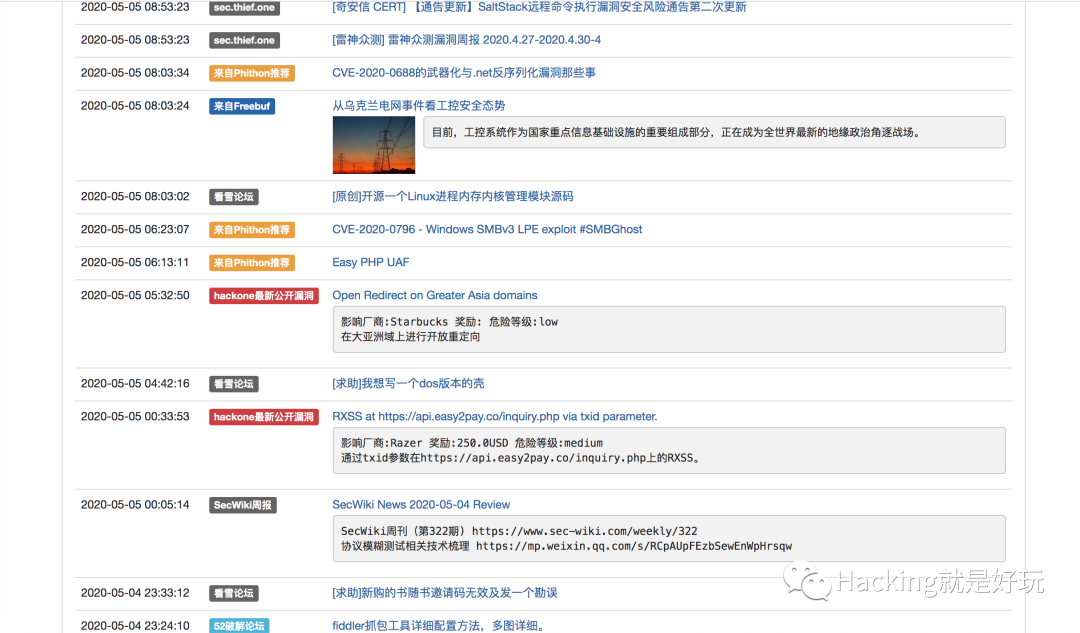 2020-05-05 08:53:23 sec.thief.one [奇安信 CERT] 【通告更新】SaltStack远程命令执行漏洞安全风险通告第二次更新
2020-05-05 08:53:23 sec.thief.one [雷神众测] 雷神众测漏洞周报 2020.4.27-2020.4.30-4
2020-05-05 08:03:34 来自Phithon推荐 CVE-2020-0688的武器化与.net反序列化漏洞那些事
2020-05-05 08:03:24 来自Freebuf 从乌克兰电网事件看工控安全态势
目前，工控系统作为国家重点信息基础设施的重要组成部分，正在成为全世界最新的地缘政治角逐战场。
2020-05-05 08:03:02 看雪论坛 [原创]开源一个Linux进程内存内核管理模块源码
2020-05-05 06:23:07 来自Phithon推荐 CVE-2020-0796 - Windows SMBv3 LPE exploit #SMBGhost
2020-05-05 06:13:11 来自Phithon推荐 Easy PHP UAF
2020-05-05 05:32:50 hackone最新公开漏洞 Open Redirect on Greater Asia domains
影响厂商:Starbucks 奖励: 危险等级:low
在大亚洲域上进行开放重定向
2020-05-05 04:42:16 看雪论坛 [求助]我想写一个dos版本的壳
2020-05-05 00:33:53 hackone最新公开漏洞 RXSS at https://api.easy2pay.co/inquiry.php via txid parameter.
影响厂商:Razer 奖励:250.0USD 危险等级:medium
通过txid参数在https://api.easy2pay.co/inquiry.php上的RXSS。
2020-05-05 00:05:14 SecWiki周报 SecWiki News 2020-05-04 Review
SecWiki周刊（第322期) https://www.sec-wiki.com/weekly/322
协议模糊测试相关技术梳理 https://mp.weixin.qq.com/s/RCpAUpFEzbSewEnWpHrsqw
2020-05-04 23:33:12 看雪论坛 [求助]新购的书随书邀请码无效及发一个勘误
2020-05-04 23:24:10 52破解论坛 fiddler抓包工具详细配置方法，多图详细。
Hacking就是好玩